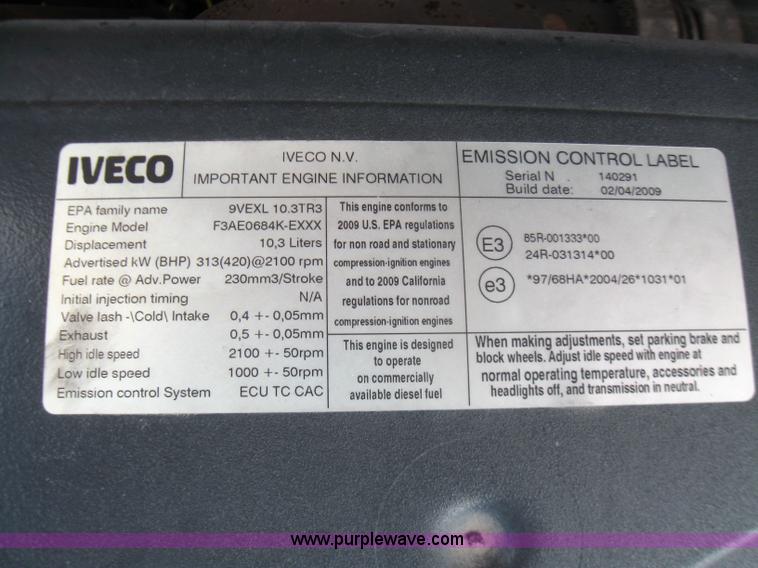 IVECO
IVECO N.V.
IMPORTANT ENGINE INFORMATION
EMISSION CONTROL LABEL
Serial N . 140291
Build date: 02/04/2009
EPA family name 9VEXL 10.3TR3
Engine Model F3AE0684K-EXXX
Displacement 10,3 Liters
Advertised kW (BHP) 313(420)@2100 rpm
Fuel rate @ Adv.Power 230mm3/Stroke
Initial injection timing N/A
Valve lash -\Cold\ Intake 0,4 +- 0,05mm
Exhaust 0,5 +- 0,05mm
High idle speed 2100 +- 50rpm
Low idle speed 1000 +- 50rpm
Emission control System ECU TC CAC
This engine conforms to
2009 U.S. EPA regulations
for non road and stationary
compression-ignition engines
and to 2009 California
regulations for nonroad
compression-ignition engines
This engine is designed
to operate
on commercially
available diesel fuel
E3 85R-001333*00
24R-031314*00
e3 *97/68HA*2004/26*1031*01
When making adjustments, set parking brake and
block wheels. Adjust idle speed with engine at
normal operating temperature, accessories and
headlights off, and transmission in neutral.
www.purplewave.com